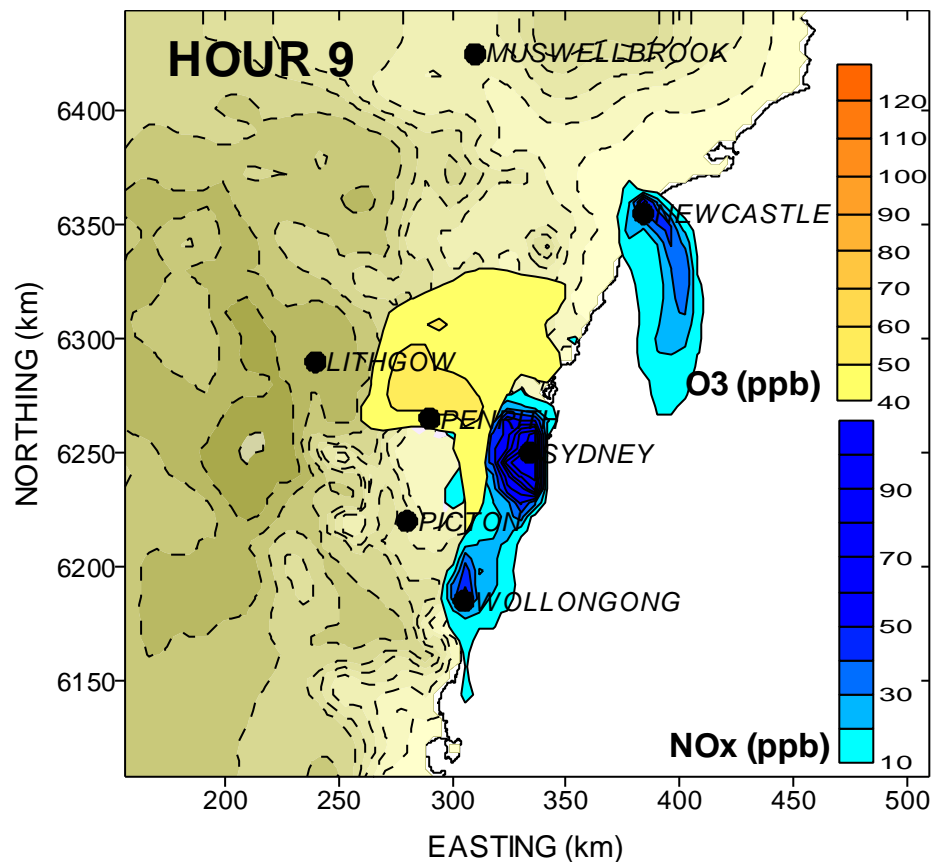 HOUR 9
MUSWELLBROOK
NEWCASTLE
LITHGOW
PENRITH
SYDNEY
PICTON
WOLLONGONG
O3 (ppb)
120
110
100
90
80
70
60
50
40
NOx (ppb)
90
70
50
30
10
NORTHING (km)
6400
6350
6300
6250
6200
6150
200
250
300
350
400
450
500
EASTING (km)